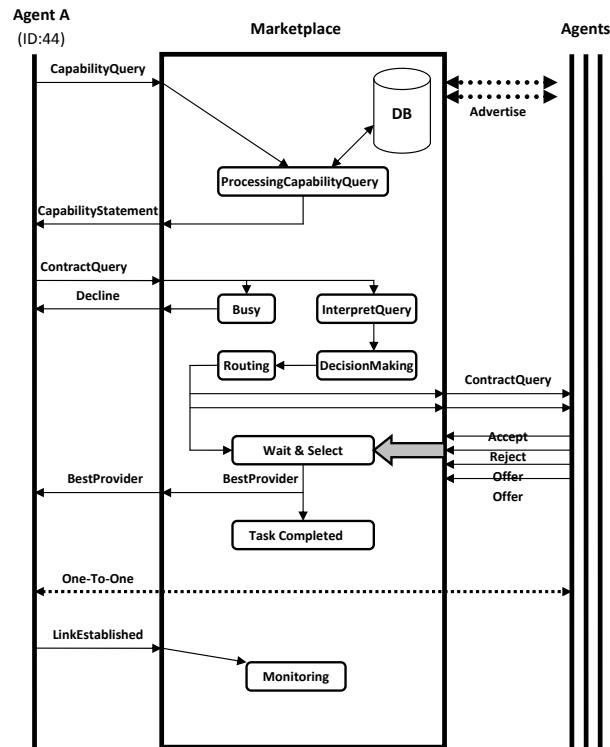 Agent A
(ID:44)
Marketplace
Agents
CapabilityQuery
DB
Advertise
ProcessingCapabilityQuery
CapabilityStatement
ContractQuery
Decline
Busy
InterpretQuery
Routing
DecisionMaking
ContractQuery
Accept
Wait & Select
Reject
BestProvider
BestProvider
Offer
Offer
Task Completed
One-To-One
LinkEstablished
Monitoring